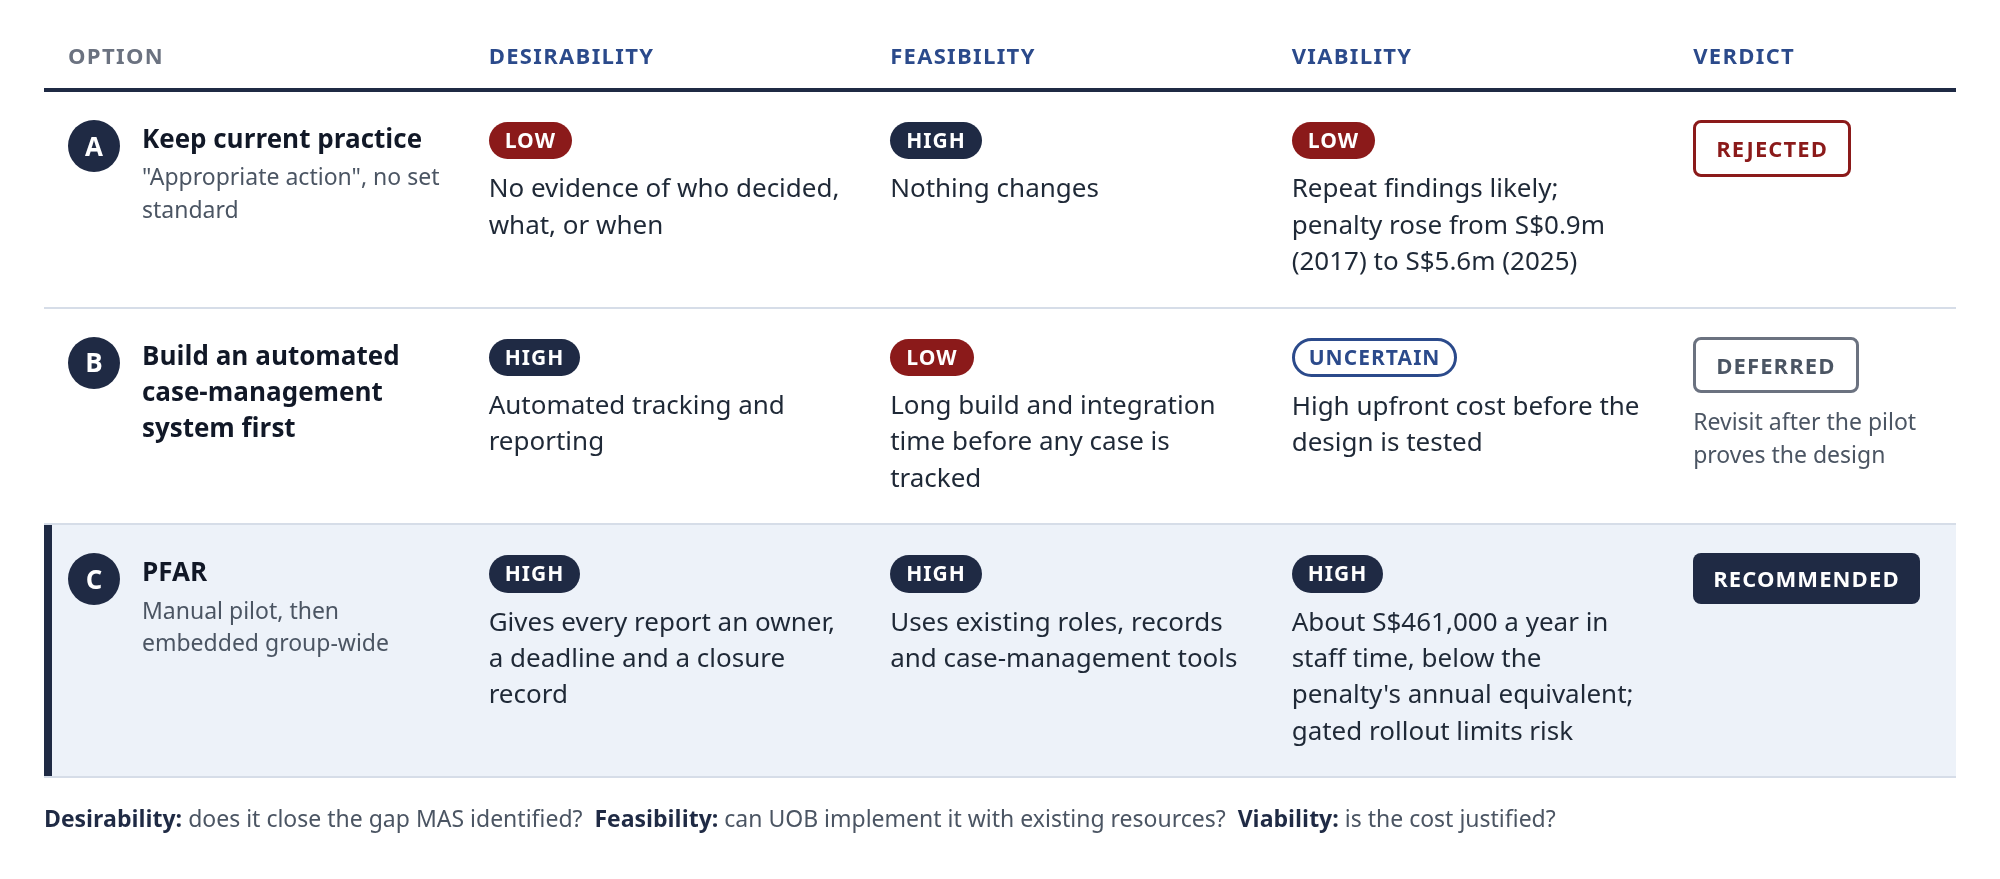 OPTION
DESIRABILITY
FEASIBILITY
VIABILITY
VERDICT
A
Keep current practice
"Appropriate action", no set
standard
LOW
No evidence of who decided,
what, or when
HIGH
Nothing changes
LOW
Repeat findings likely;
penalty rose from S$0.9m
(2017) to S$5.6m (2025)
REJECTED
B
Build an automated
case-management
system first
HIGH
Automated tracking and
reporting
LOW
Long build and integration
time before any case is
tracked
UNCERTAIN
High upfront cost before the
design is tested
DEFERRED
Revisit after the pilot
proves the design
C
PFAR
Manual pilot, then
embedded group-wide
HIGH
Gives every report an owner,
a deadline and a closure
record
HIGH
Uses existing roles, records
and case-management tools
HIGH
About S$461,000 a year in
staff time, below the
penalty's annual equivalent;
gated rollout limits risk
RECOMMENDED
Desirability: does it close the gap MAS identified? Feasibility: can UOB implement it with existing resources? Viability: is the cost justified?